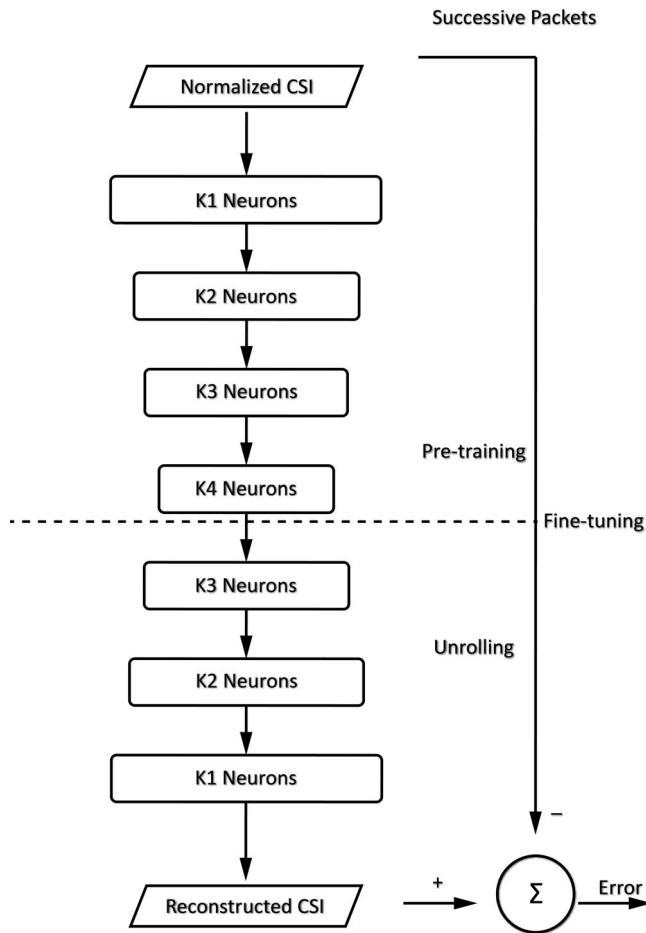 Successive Packets
Normalized CSI
K1 Neurons
K2 Neurons
K3 Neurons
Pre-training
K4 Neurons
Fine-tuning
K3 Neurons
Unrolling
K2 Neurons
K1 Neurons
−
+
Σ
Error
Reconstructed CSI